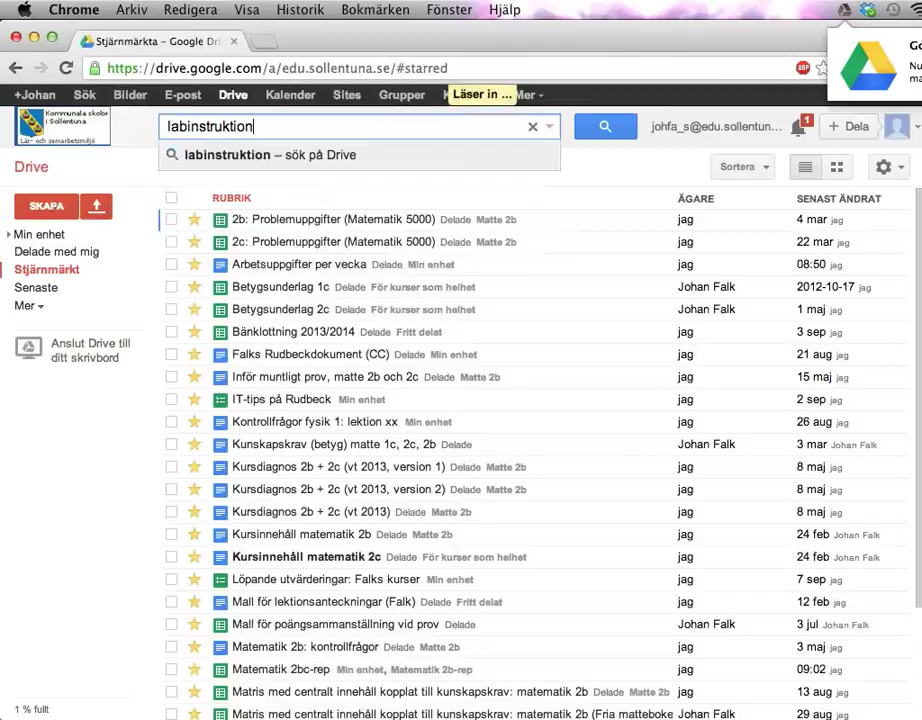 Chrome Arkiv Redigera Visa Historik Bokmärken Fönster Hjälp
Stjärnmärkta – Google Dri
Go
https://drive.google.com/a/edu.sollentuna.se/#starred
ABP
Nu
ma
+Johan Sök Bilder E-post Drive Kalender Sites Grupper Läser in ... Mer
Kommunala skolor
i Sollentuna
Lär- och samarbetsmiljö
labinstruktion
johfa_s@edu.sollentun...
1
+ Dela
labinstruktion – sök på Drive
Drive
Sortera
SKAPA
Min enhet
Delade med mig
Stjärnmärkt
Senaste
Mer
Anslut Drive till
ditt skrivbord
1 % fullt
RUBRIK ÄGARE SENAST ÄNDRAT
2b: Problemuppgifter (Matematik 5000) Delade Matte 2b jag 4 mar jag
2c: Problemuppgifter (Matematik 5000) Delade Matte 2b jag 22 mar jag
Arbetsuppgifter per vecka Delade Min enhet jag 08:50 jag
Betygsunderlag 1c Delade För kurser som helhet Johan Falk 2012-10-17 jag
Betygsunderlag 2c Delade För kurser som helhet Johan Falk 1 maj jag
Bänklottning 2013/2014 Delade Fritt delat jag 3 sep jag
Falks Rudbeckdokument (CC) Delade Min enhet jag 21 aug jag
Inför muntligt prov, matte 2b och 2c Delade Matte 2b jag 15 maj jag
IT-tips på Rudbeck Min enhet jag 2 sep jag
Kontrollfrågor fysik 1: lektion xx Min enhet jag 26 aug jag
Kunskapskrav (betyg) matte 1c, 2c, 2b Delade Johan Falk 3 mar Johan Falk
Kursdiagnos 2b + 2c (vt 2013, version 1) Delade Matte 2b jag 8 maj jag
Kursdiagnos 2b + 2c (vt 2013, version 2) Delade Matte 2b jag 8 maj jag
Kursdiagnos 2b + 2c (vt 2013) Delade Matte 2b jag 8 maj jag
Kursinnehåll matematik 2b Delade Matte 2b jag 24 feb Johan Falk
Kursinnehåll matematik 2c Delade För kurser som helhet jag 24 feb Johan Falk
Löpande utvärderingar: Falks kurser Min enhet jag 7 sep jag
Mall för lektionsanteckningar (Falk) Delade Fritt delat jag 12 feb jag
Mall för poängsammanställning vid prov Delade Johan Falk 3 jul Johan Falk
Matematik 2b: kontrollfrågor Delade Matte 2b jag 3 maj jag
Matematik 2bc-rep Min enhet, Matematik 2b-rep jag 09:02 jag
Matris med centralt innehåll kopplat till kunskapskrav: matematik 2b Delade Matte 2b jag 13 aug jag
Matris med centralt innehåll kopplat till kunskapskrav: matematik 2b (Fria matteboke Johan Falk 29 aug jag